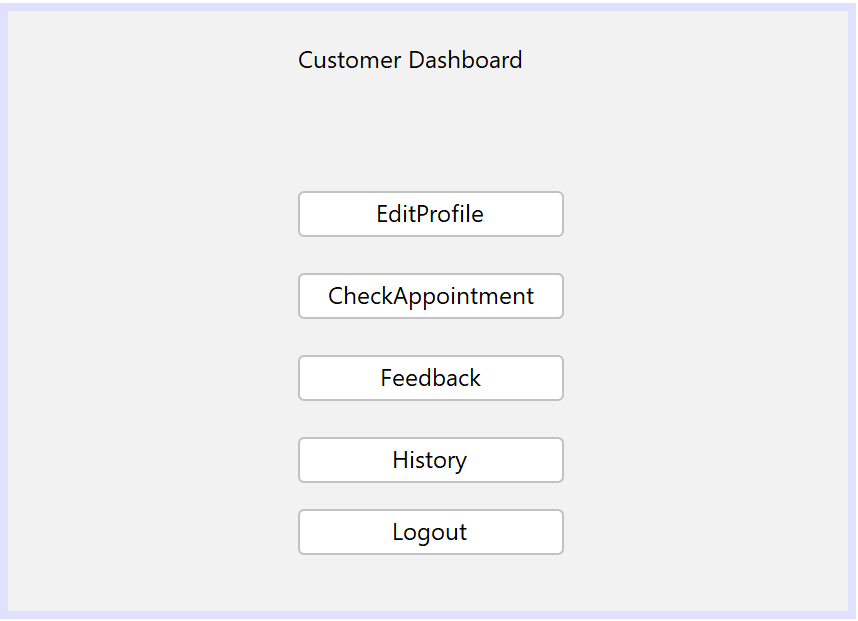 Customer Dashboard
EditProfile
CheckAppointment
Feedback
History
Logout